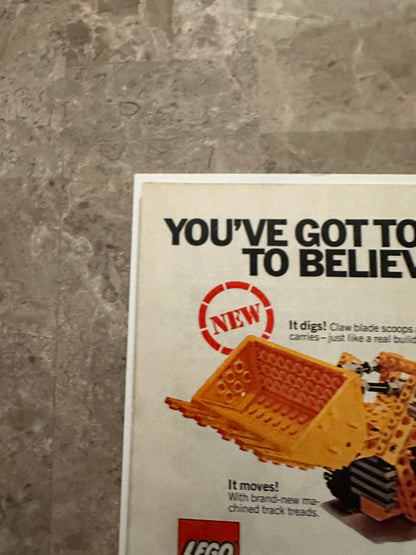 YOU'VE GOT TO
TO BELIEV
NEW
It digs! Claw blade scoops
carries – just like a real build
It moves!
With brand-new ma-
chined track treads.
LEGO